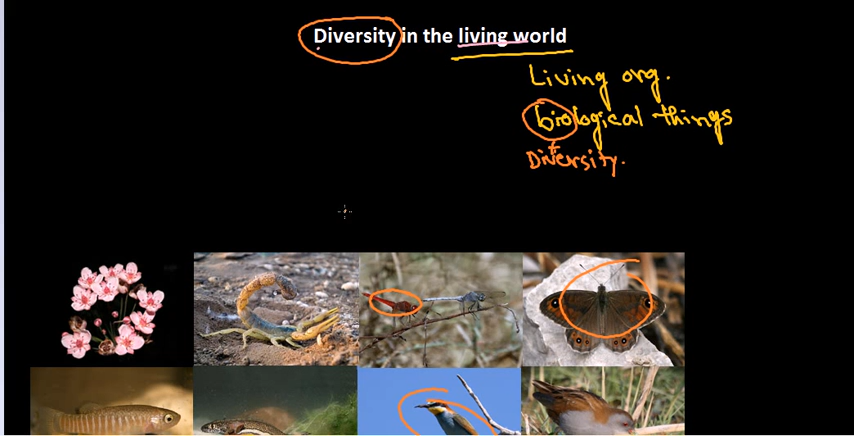 Diversity in the living world
Living org.
biological things
Diversity.